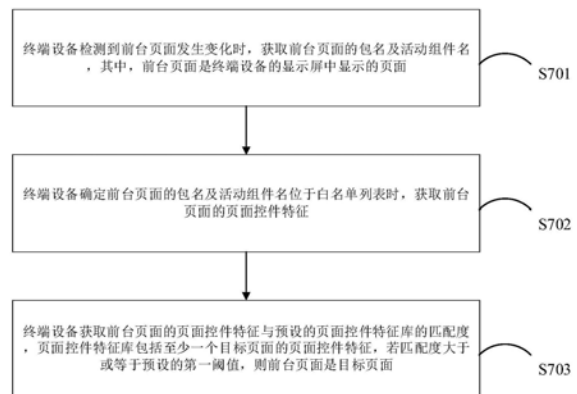 终端设备检测到前台页面发生变化时，获取前台页面的包名及活动组件名
，其中，前台页面是终端设备的显示屏中显示的页面
S701
终端设备确定前台页面的包名及活动组件名位于白名单列表时，获取前台
页面的页面控件特征
S702
终端设备获取前台页面的页面控件特征与预设的页面控件特征库的匹配度
，页面控件特征库包括至少一个目标页面的页面控件特征，若匹配度大于
或等于预设的第一阈值，则前台页面是目标页面
S703